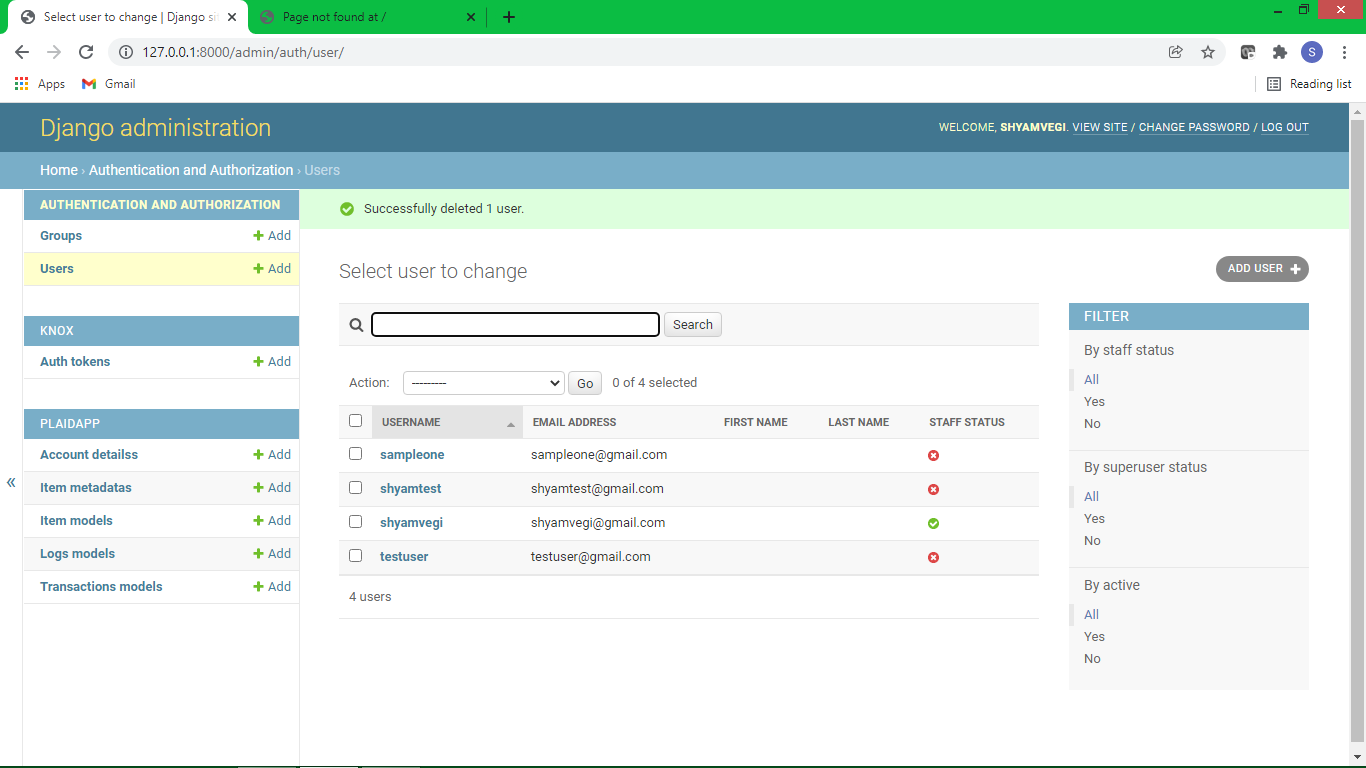 Select user to change | Django si
Page not found at /
127.0.0.1:8000/admin/auth/user/
S
Apps
Gmail
Reading list
Django administration
WELCOME, SHYAMVEGI. VIEW SITE / CHANGE PASSWORD / LOG OUT
Home › Authentication and Authorization › Users
AUTHENTICATION AND AUTHORIZATION
Groups + Add
Users + Add
KNOX
Auth tokens + Add
PLAIDAPP
Account detailss + Add
Item metadatas + Add
Item models + Add
Logs models + Add
Transactions models + Add
«
Successfully deleted 1 user.
Select user to change
ADD USER +
Search
Action: --------- Go 0 of 4 selected
USERNAME EMAIL ADDRESS FIRST NAME LAST NAME STAFF STATUS
sampleone sampleone@gmail.com
shyamtest shyamtest@gmail.com
shyamvegi shyamvegi@gmail.com
testuser testuser@gmail.com
4 users
FILTER
By staff status
All
Yes
No
By superuser status
All
Yes
No
By active
All
Yes
No